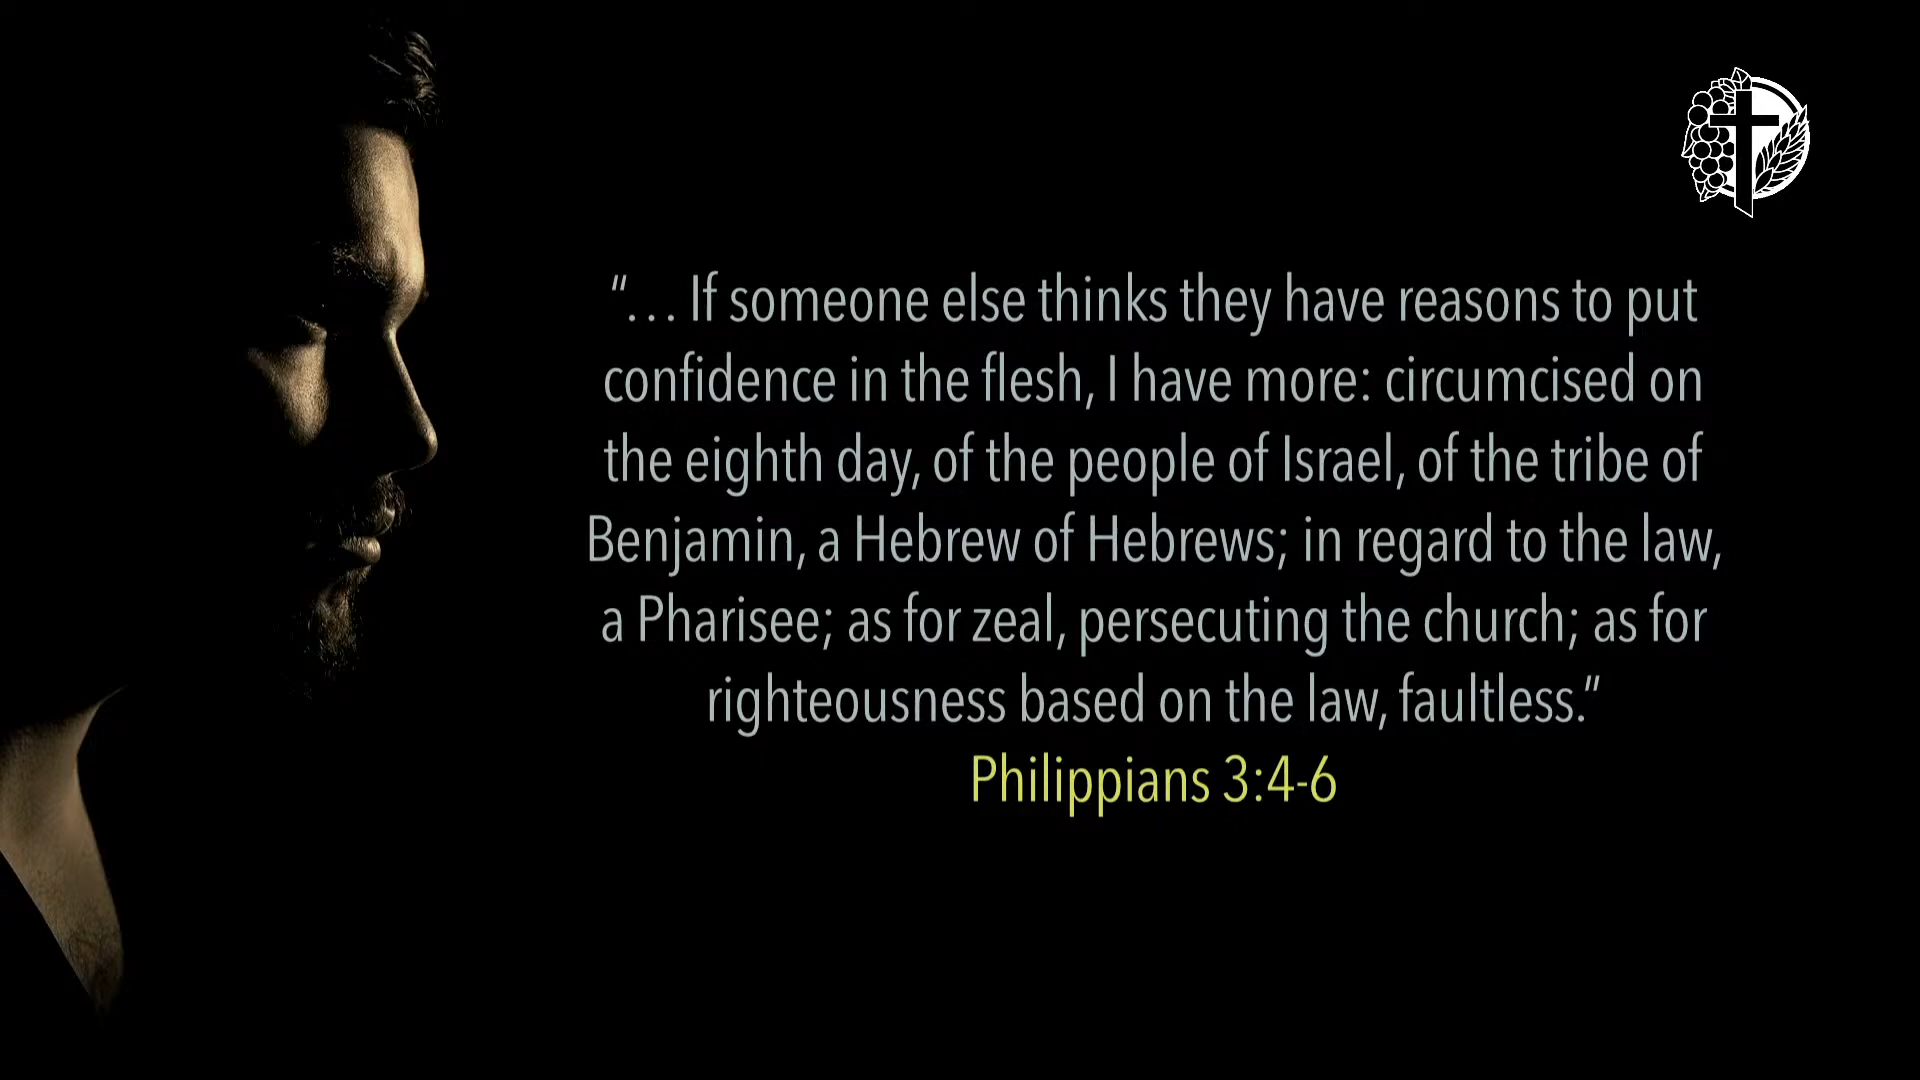 “… If someone else thinks they have reasons to put
confidence in the flesh, I have more: circumcised on
the eighth day, of the people of Israel, of the tribe of
Benjamin, a Hebrew of Hebrews; in regard to the law,
a Pharisee; as for zeal, persecuting the church; as for
righteousness based on the law, faultless.”
Philippians 3:4-6